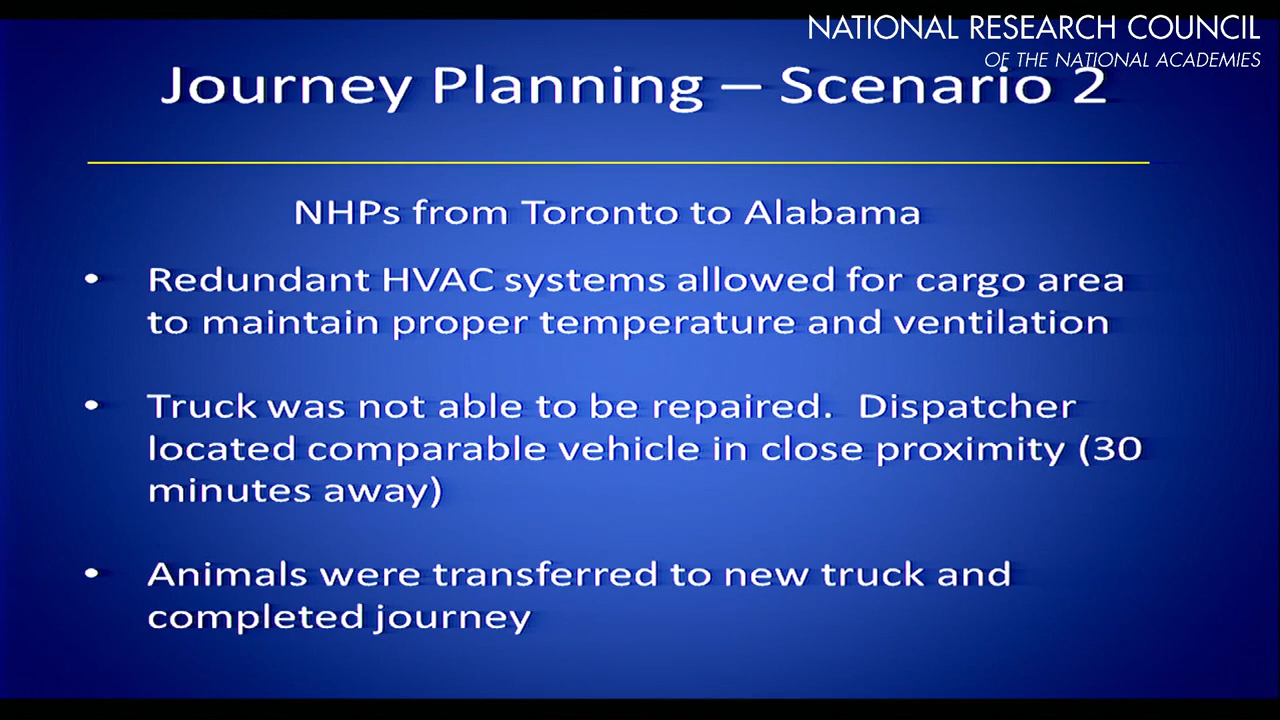 NATIONAL RESEARCH COUNCIL
OF THE NATIONAL ACADEMIES
Journey Planning – Scenario 2
NHPs from Toronto to Alabama
• Redundant HVAC systems allowed for cargo area
to maintain proper temperature and ventilation
• Truck was not able to be repaired.  Dispatcher
located comparable vehicle in close proximity (30
minutes away)
• Animals were transferred to new truck and
completed journey